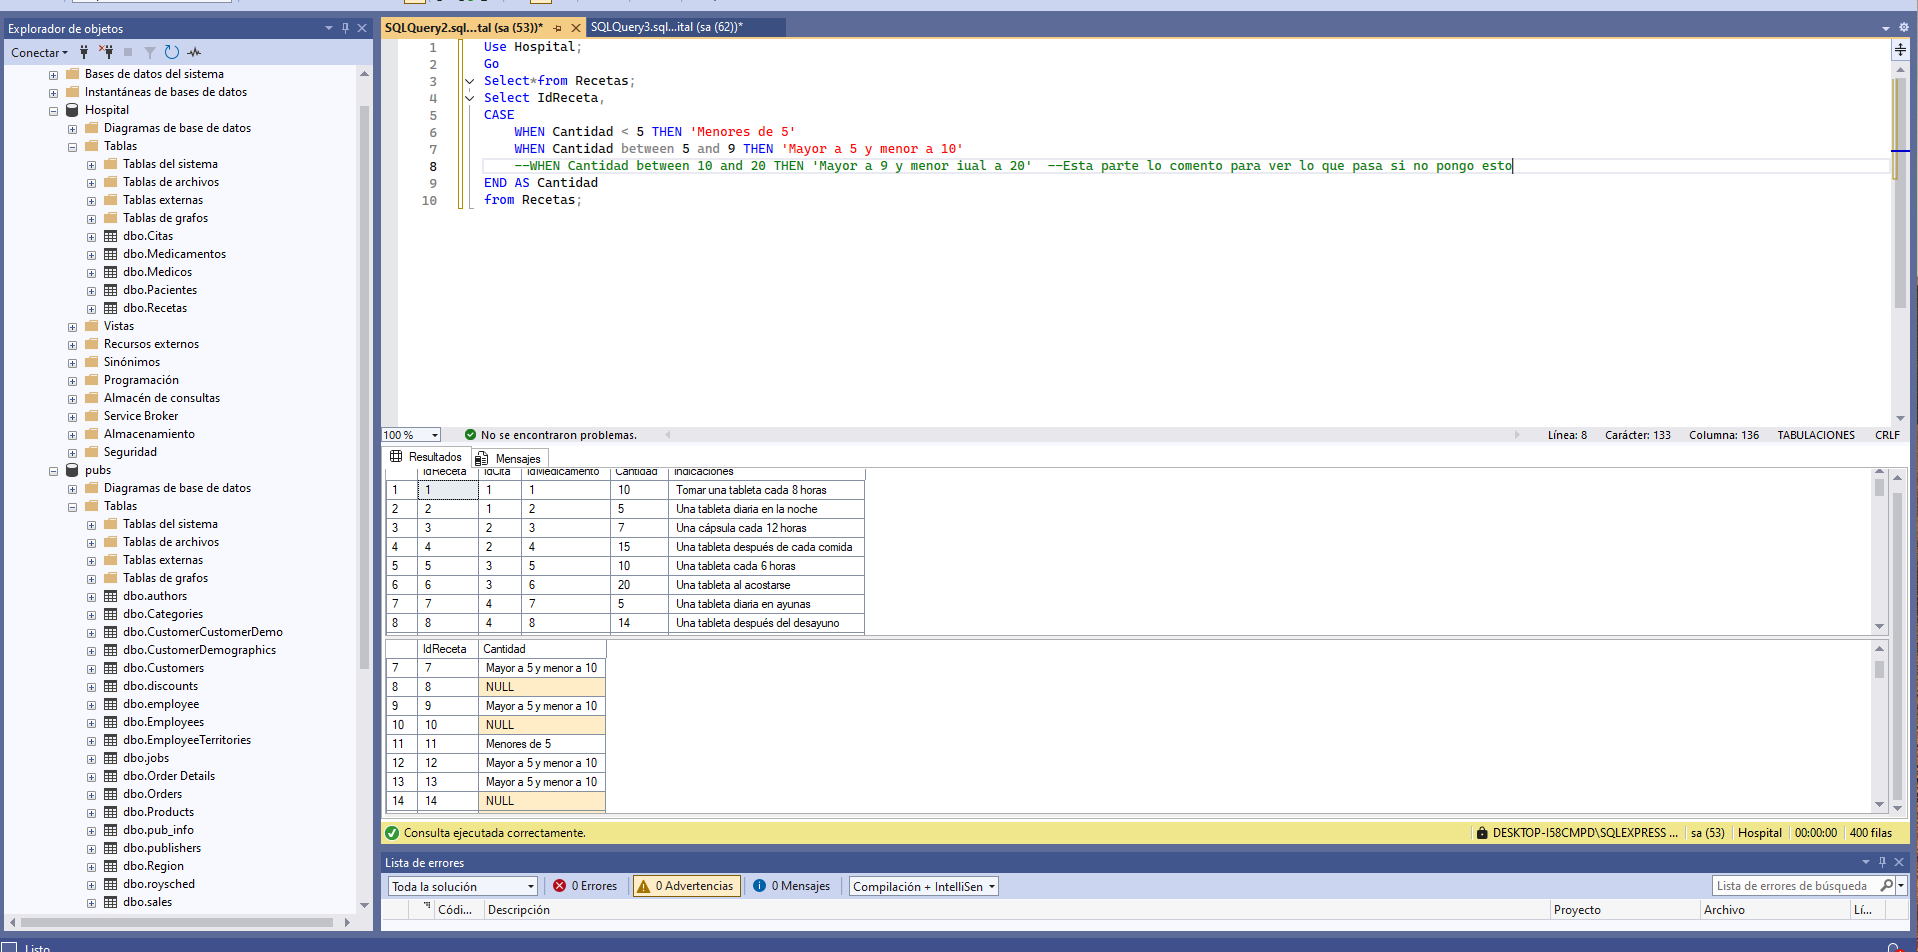 Explorador de objetos
Conectar
Bases de datos del sistema
Instantáneas de bases de datos
Hospital
Diagramas de base de datos
Tablas
Tablas del sistema
Tablas de archivos
Tablas externas
Tablas de grafos
dbo.Citas
dbo.Medicamentos
dbo.Medicos
dbo.Pacientes
dbo.Recetas
Vistas
Recursos externos
Sinónimos
Programación
Almacén de consultas
Service Broker
Almacenamiento
Seguridad
pubs
Diagramas de base de datos
Tablas
Tablas del sistema
Tablas de archivos
Tablas externas
Tablas de grafos
dbo.authors
dbo.Categories
dbo.CustomerCustomerDemo
dbo.CustomerDemographics
dbo.Customers
dbo.discounts
dbo.employee
dbo.Employees
dbo.EmployeeTerritories
dbo.jobs
dbo.Order Details
dbo.Orders
dbo.Products
dbo.pub_info
dbo.publishers
dbo.Region
dbo.roysched
dbo.sales
SQLQuery2.sql...tal (sa (53))* SQLQuery3.sql...ital (sa (62))*
1 Use Hospital;
2 Go
3 Select*from Recetas;
4 Select IdReceta,
5 CASE
6 WHEN Cantidad < 5 THEN 'Menores de 5'
7 WHEN Cantidad between 5 and 9 THEN 'Mayor a 5 y menor a 10'
8 --WHEN Cantidad between 10 and 20 THEN 'Mayor a 9 y menor iual a 20' --Esta parte lo comento para ver lo que pasa si no pongo esto
9 END AS Cantidad
10 from Recetas;
100 % No se encontraron problemas. Línea: 8 Carácter: 133 Columna: 136 TABULACIONES CRLF
Resultados Mensajes
IdReceta IdCita IdMedicamento Cantidad Indicaciones
1 1 1 1 10 Tomar una tableta cada 8 horas
2 2 1 2 5 Una tableta diaria en la noche
3 3 2 3 7 Una cápsula cada 12 horas
4 4 2 4 15 Una tableta después de cada comida
5 5 3 5 10 Una tableta cada 6 horas
6 6 3 6 20 Una tableta al acostarse
7 7 4 7 5 Una tableta diaria en ayunas
8 8 4 8 14 Una tableta después del desayuno
IdReceta Cantidad
7 7 Mayor a 5 y menor a 10
8 8 NULL
9 9 Mayor a 5 y menor a 10
10 10 NULL
11 11 Menores de 5
12 12 Mayor a 5 y menor a 10
13 13 Mayor a 5 y menor a 10
14 14 NULL
Consulta ejecutada correctamente. DESKTOP-I58CMPD\SQLEXPRESS ... sa (53) Hospital 00:00:00 400 filas
Lista de errores
Toda la solución 0 Errores 0 Advertencias 0 Mensajes Compilación + IntelliSen Lista de errores de búsqueda
Códi... Descripción Proyecto Archivo Lí...
Listo